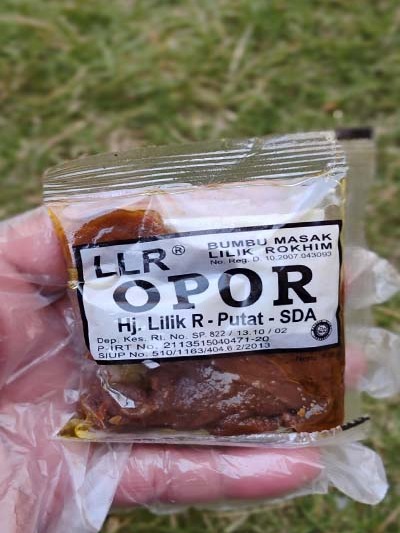 LLR®
BUMBU MASAK
LILIK ROKHIM
No. Reg. D. 10.2007.043093
OPOR
Hj. Lilik R - Putat - SDA
Dep. Kes. RI. No. SP 822 / 13.10 / 02
P-IRT No. 2113515040471-20
SIUP No. 510/1163/404.6.2/2013